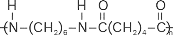 H H O O
(N—(CH₂)₆—N—C(CH₂)₄—C)ₙ